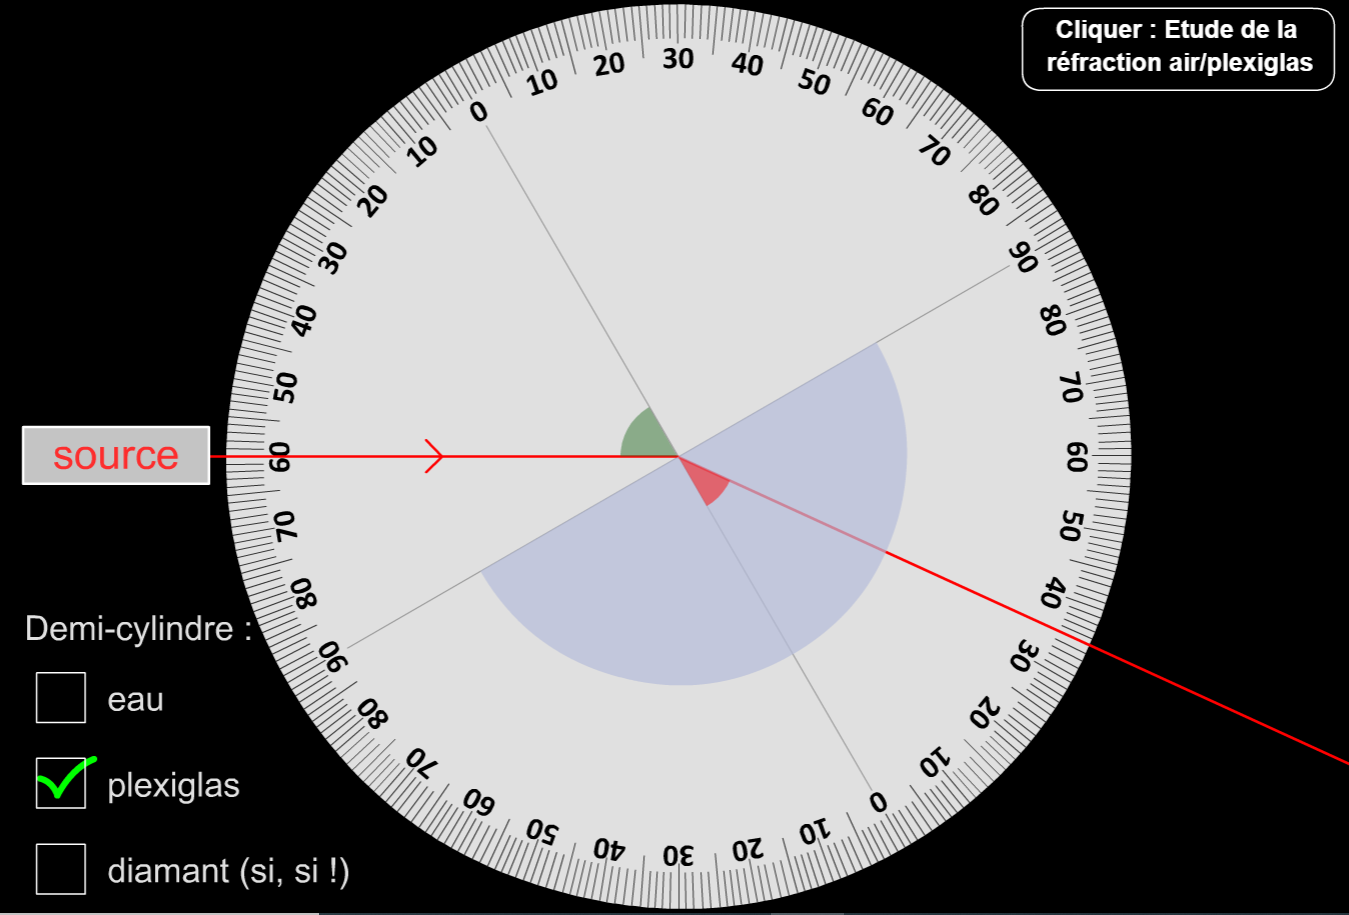 Cliquer : Etude de la
réfraction air/plexiglas
0 10 20 30 40 50 60 70 80 90
80 70 60 50 40 30 20 10 0
10 20 30 40 50 60 70 80 90
80 70 60 50 40 30 20 10
source
Demi-cylindre :
eau
plexiglas
diamant (si, si !)